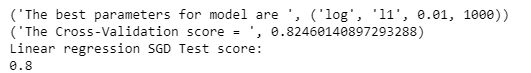 ('The best parameters for model are ', ('log', 'l1', 0.01, 1000))
('The Cross-Validation score = ', 0.82460140897293288)
Linear regression SGD Test score:
0.8